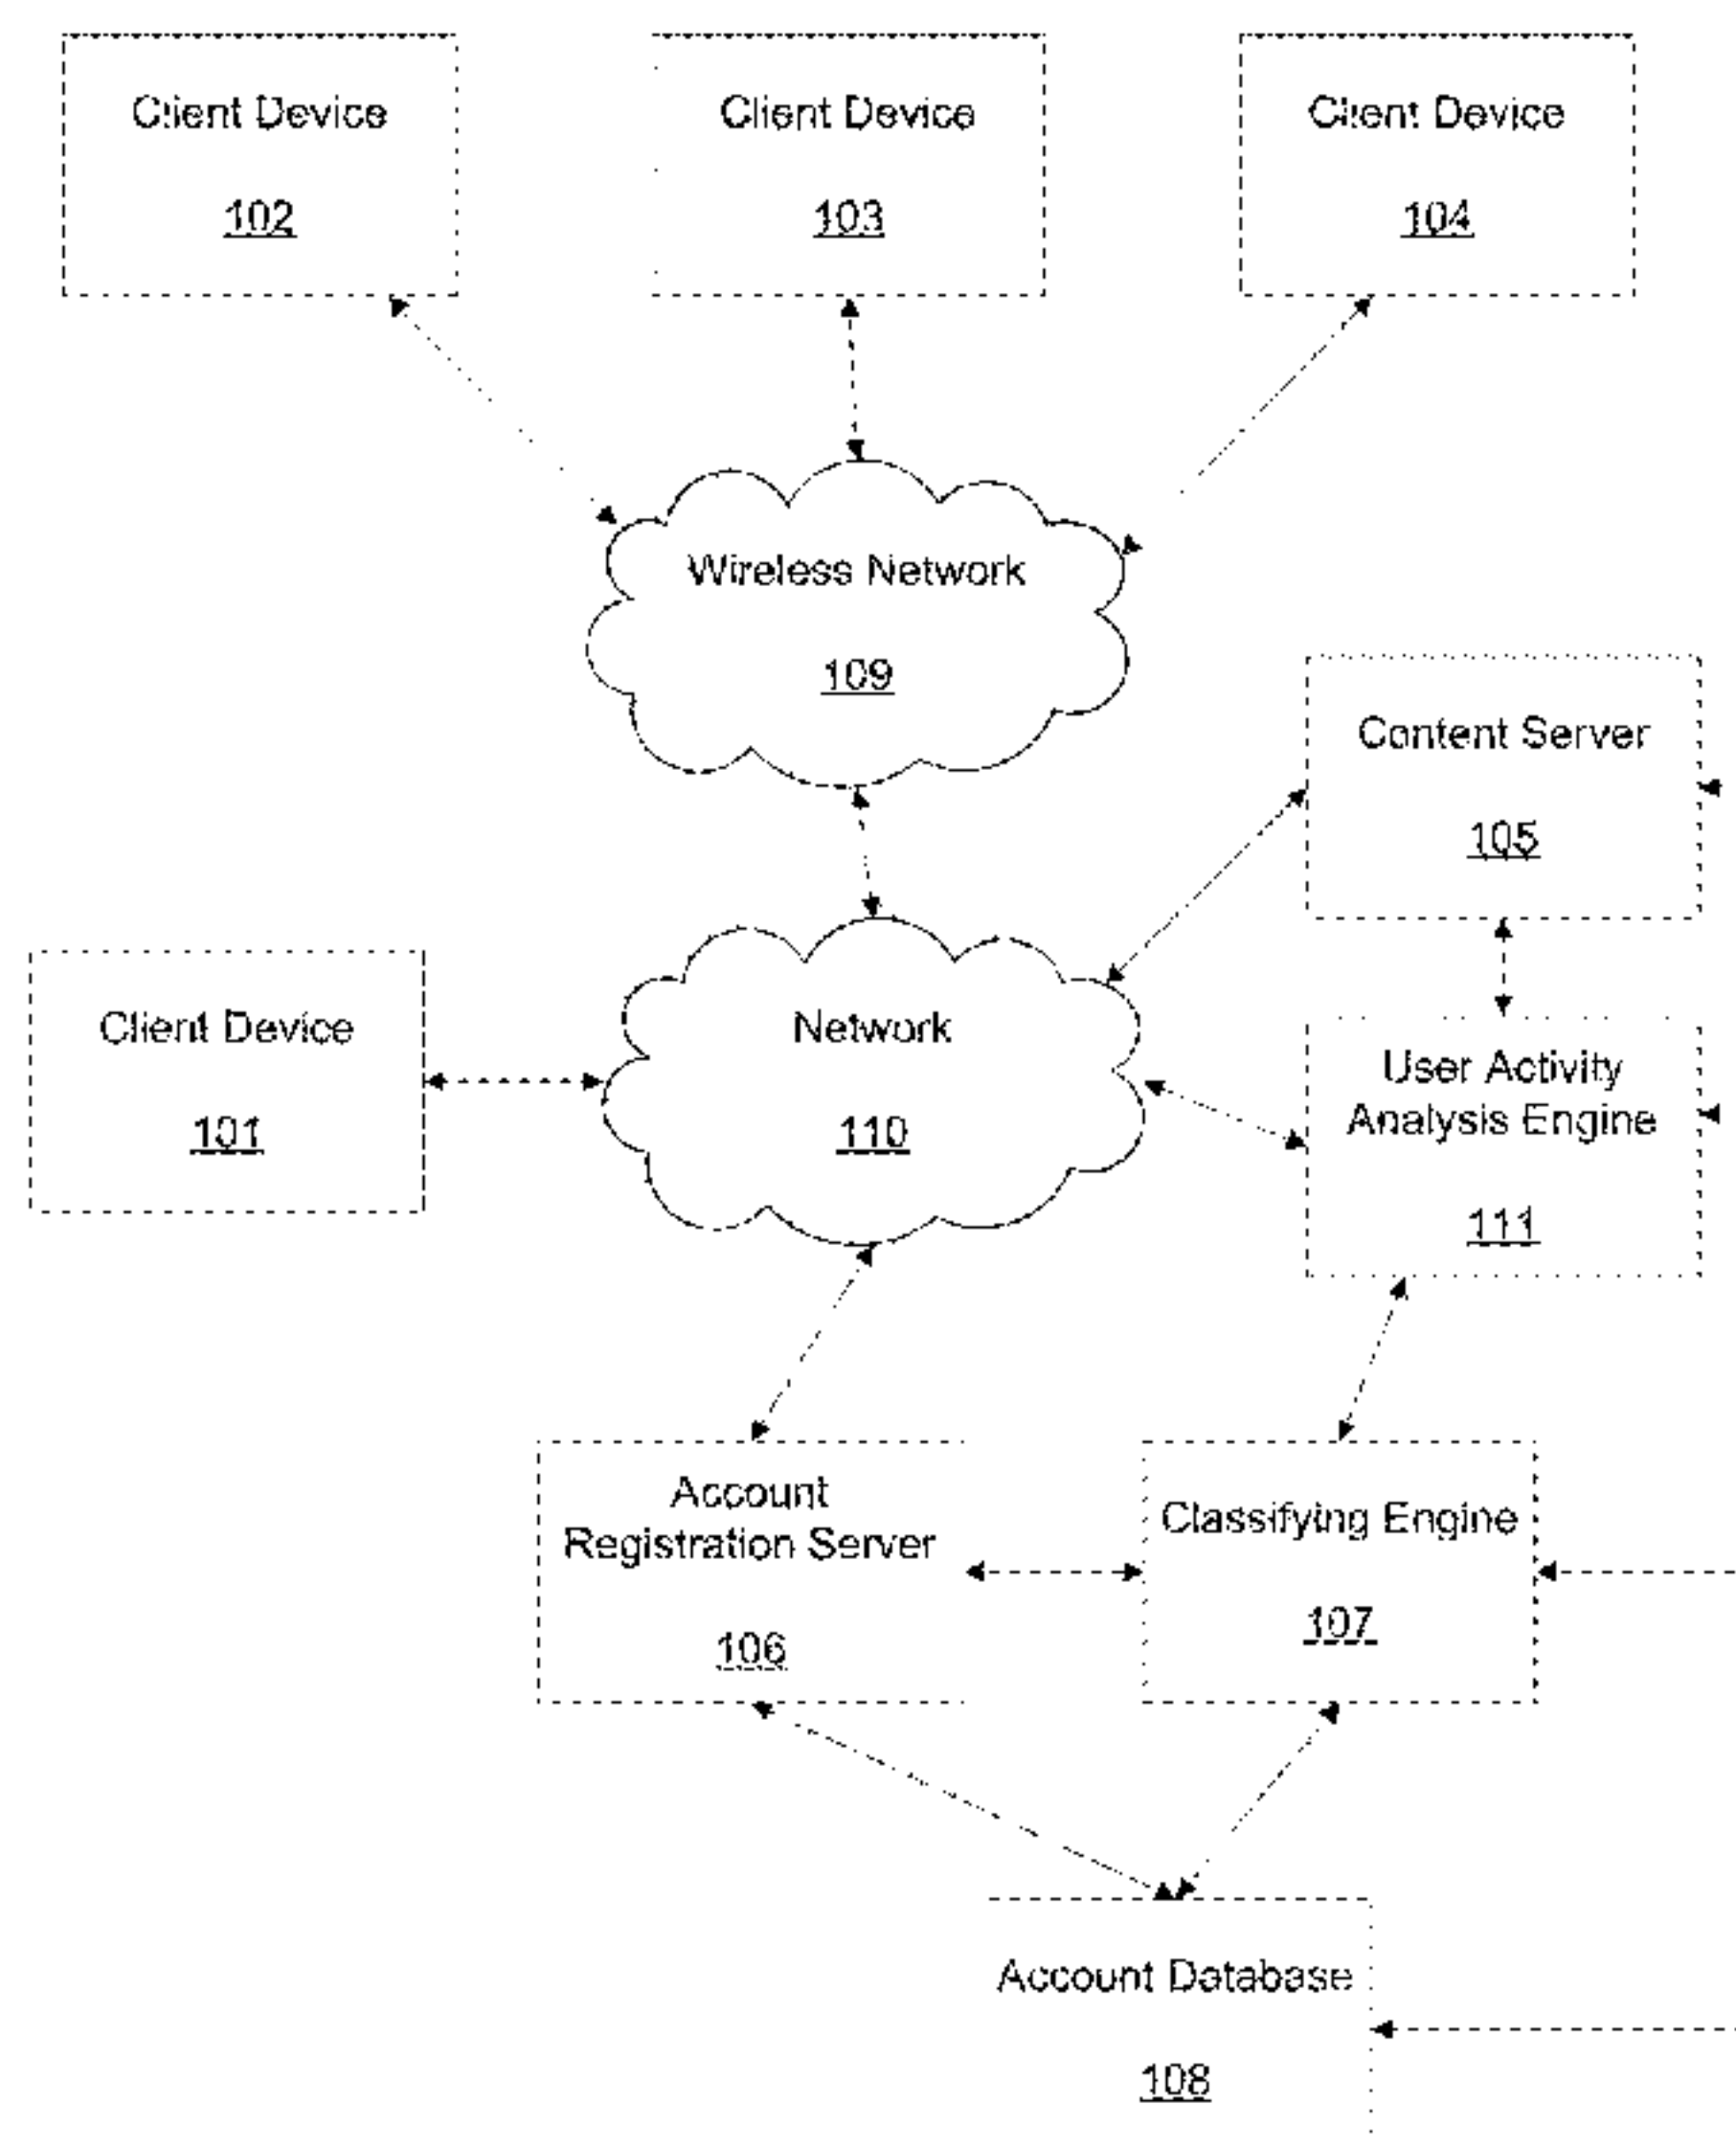 Client Device
102
Client Device
103
Client Device
104
Wireless Network
109
Content Server
105
Client Device
101
Network
110
User Activity
Analysis Engine
111
Account
Registration Server
106
Classifying Engine
107
Account Database
108